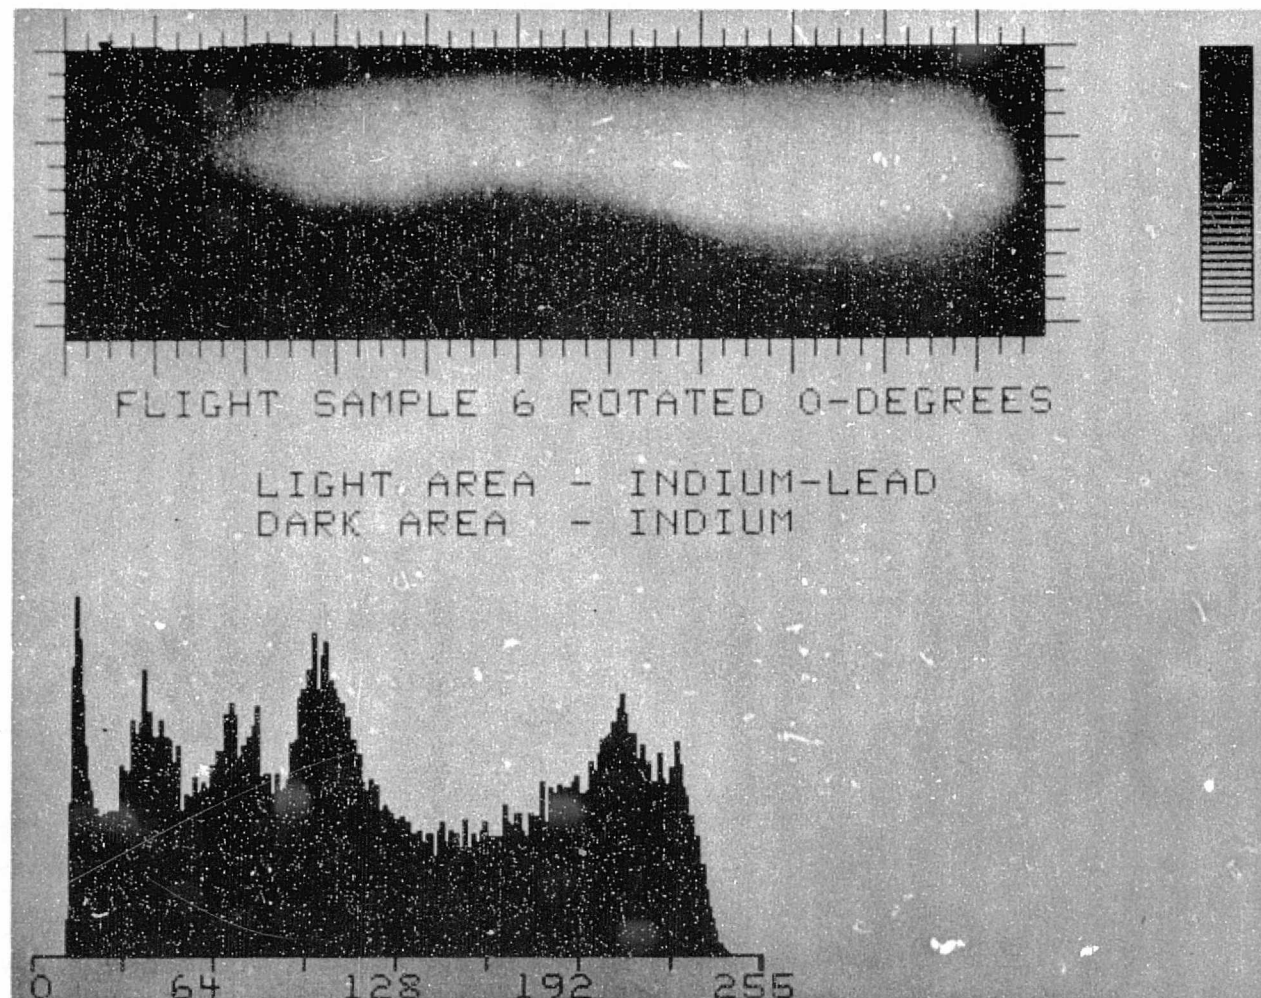 FLIGHT SAMPLE 6 ROTATED 0-DEGREES
LIGHT AREA - INDIUM-LEAD
DARK AREA - INDIUM
0 64 128 192 255